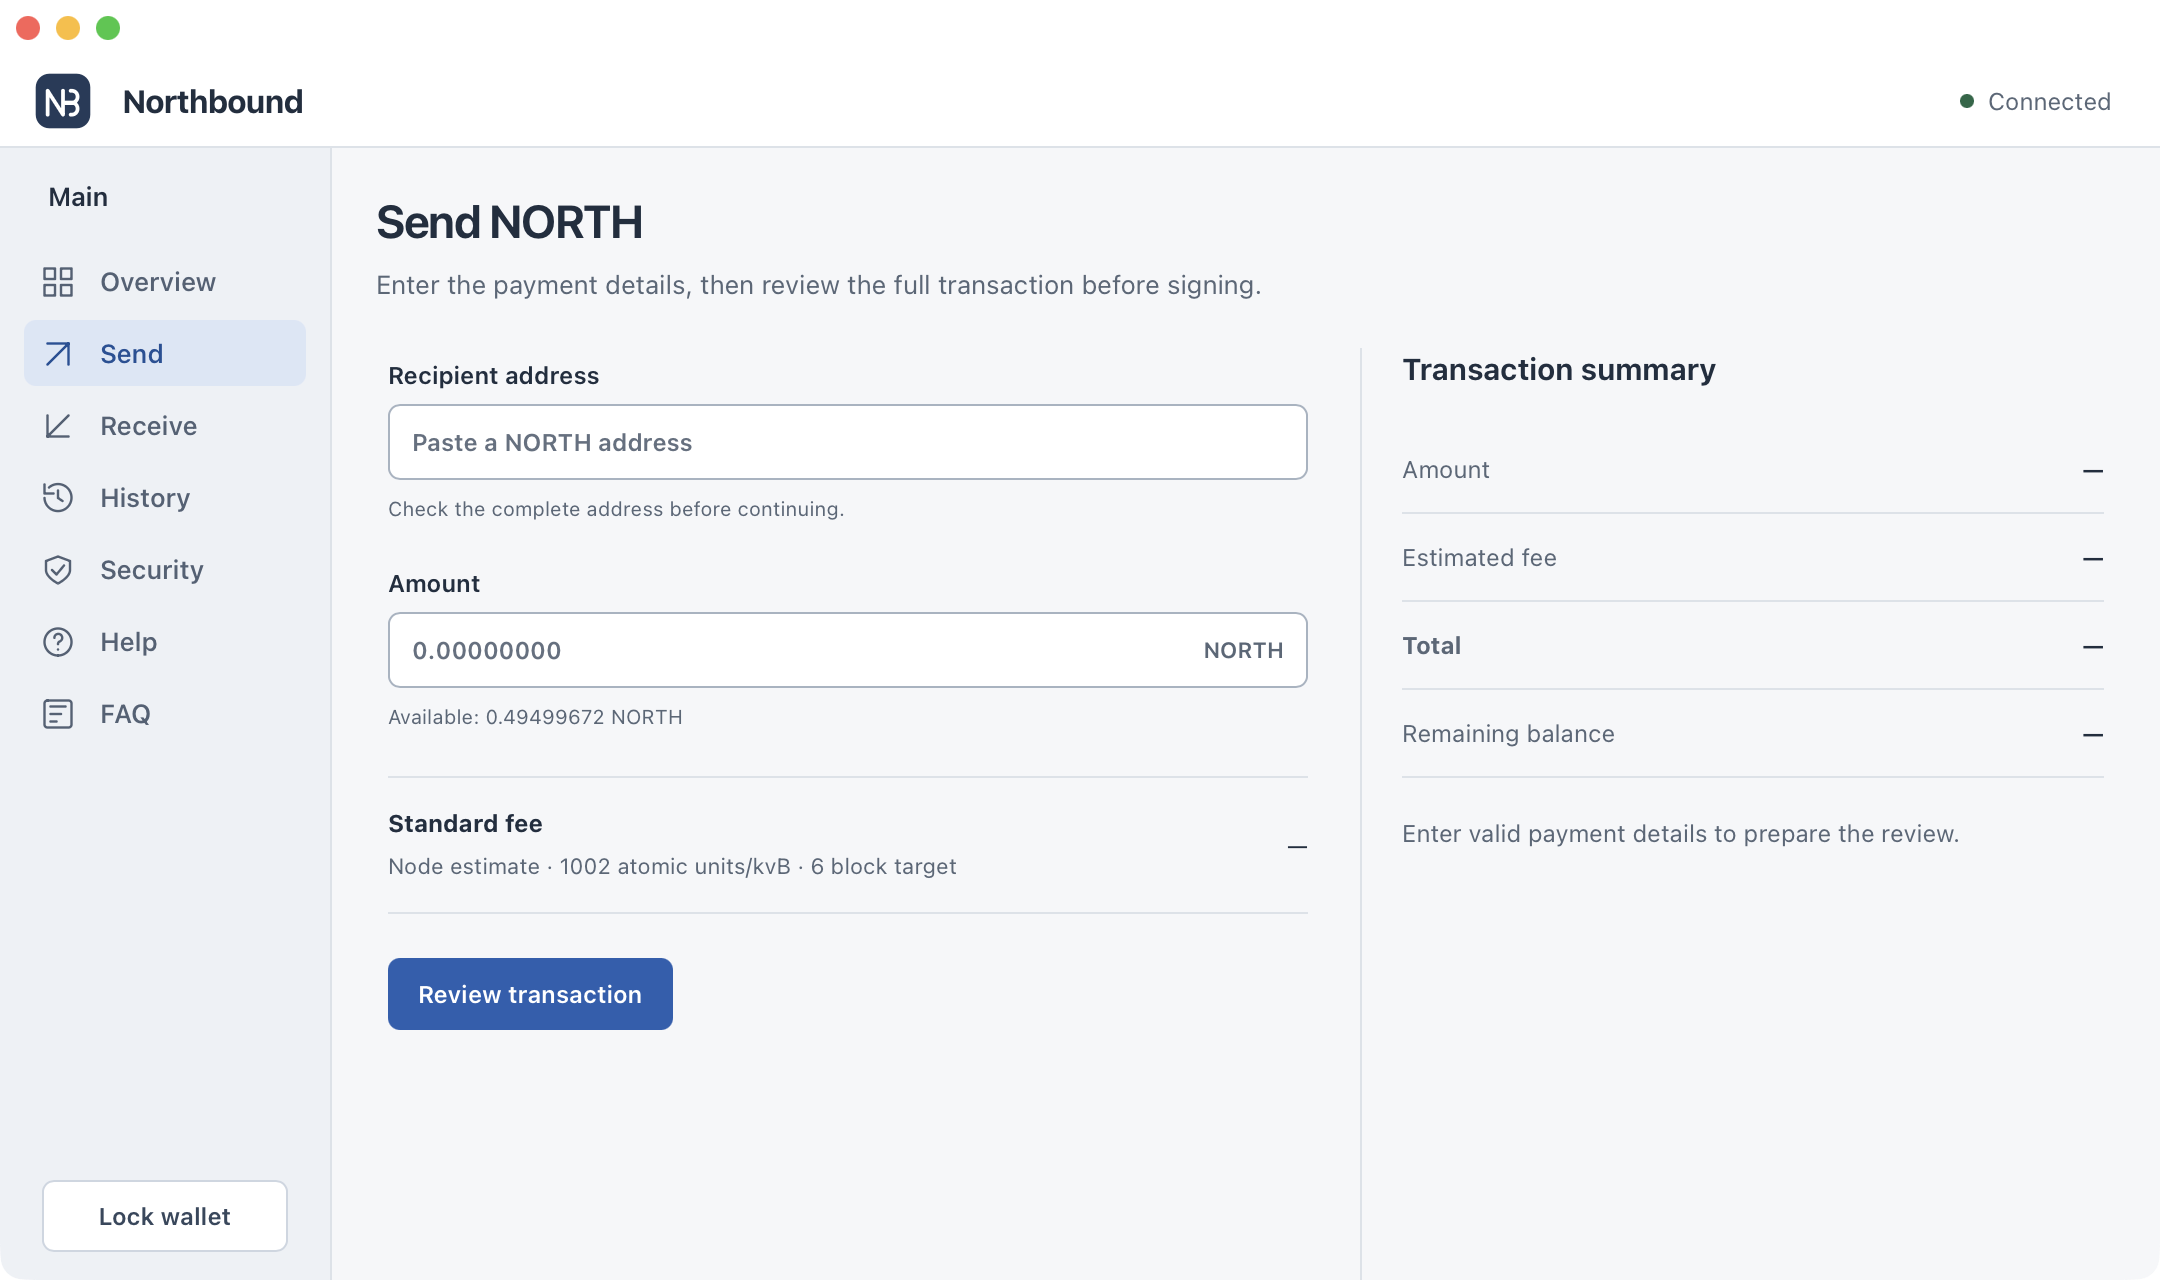 NB
Northbound
Connected
Main
Overview
Send
Receive
History
Security
Help
FAQ
Lock wallet
Send NORTH
Enter the payment details, then review the full transaction before signing.
Recipient address
Paste a NORTH address
Check the complete address before continuing.
Amount
0.00000000 NORTH
Available: 0.49499672 NORTH
Standard fee
Node estimate · 1002 atomic units/kvB · 6 block target
—
Review transaction
Transaction summary
Amount —
Estimated fee —
Total —
Remaining balance —
Enter valid payment details to prepare the review.